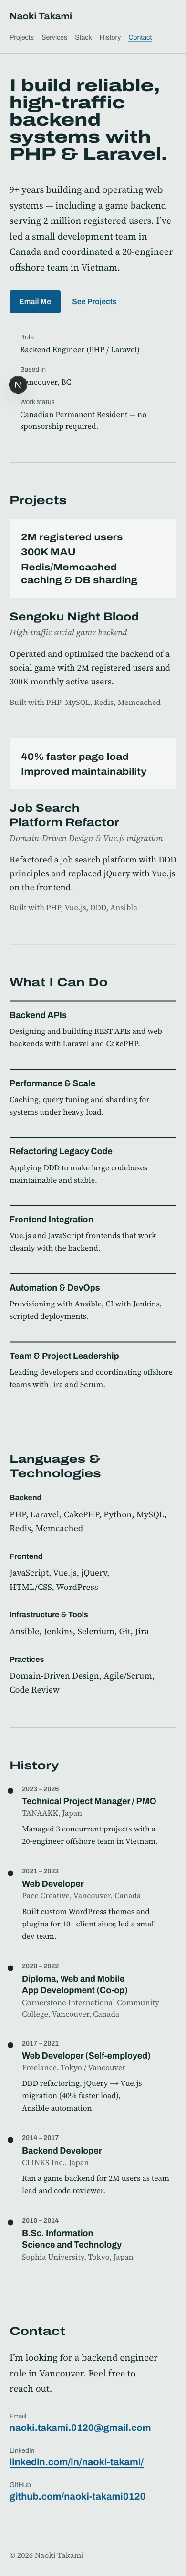 Naoki Takami
Projects Services Stack History Contact
I build reliable,
high-traffic
backend
systems with
PHP & Laravel.
9+ years building and operating web
systems — including a game backend
serving 2 million registered users. I’ve
led a small development team in
Canada and coordinated a 20-engineer
offshore team in Vietnam.
Email Me See Projects
Role
Backend Engineer (PHP / Laravel)
Based in
N
ncouver, BC
Work status
Canadian Permanent Resident — no
sponsorship required.
Projects
2M registered users
300K MAU
Redis/Memcached
caching & DB sharding
Sengoku Night Blood
High-traffic social game backend
Operated and optimized the backend of a
social game with 2M registered users and
300K monthly active users.
Built with PHP, MySQL, Redis, Memcached
40% faster page load
Improved maintainability
Job Search
Platform Refactor
Domain-Driven Design & Vue.js migration
Refactored a job search platform with DDD
principles and replaced jQuery with Vue.js
on the frontend.
Built with PHP, Vue.js, DDD, Ansible
What I Can Do
Backend APIs
Designing and building REST APIs and web
backends with Laravel and CakePHP.
Performance & Scale
Caching, query tuning and sharding for
systems under heavy load.
Refactoring Legacy Code
Applying DDD to make large codebases
maintainable and stable.
Frontend Integration
Vue.js and JavaScript frontends that work
cleanly with the backend.
Automation & DevOps
Provisioning with Ansible, CI with Jenkins,
scripted deployments.
Team & Project Leadership
Leading developers and coordinating offshore
teams with Jira and Scrum.
Languages &
Technologies
Backend
PHP, Laravel, CakePHP, Python, MySQL,
Redis, Memcached
Frontend
JavaScript, Vue.js, jQuery,
HTML/CSS, WordPress
Infrastructure & Tools
Ansible, Jenkins, Selenium, Git, Jira
Practices
Domain-Driven Design, Agile/Scrum,
Code Review
History
2023 – 2026
Technical Project Manager / PMO
TANAAKK, Japan
Managed 3 concurrent projects with a
20-engineer offshore team in Vietnam.
2021 – 2023
Web Developer
Pace Creative, Vancouver, Canada
Built custom WordPress themes and
plugins for 10+ client sites; led a small
dev team.
2020 – 2022
Diploma, Web and Mobile
App Development (Co-op)
Cornerstone International Community
College, Vancouver, Canada
2017 – 2021
Web Developer (Self-employed)
Freelance, Tokyo / Vancouver
DDD refactoring, jQuery → Vue.js
migration (40% faster load),
Ansible automation.
2014 – 2017
Backend Developer
CLINKS Inc., Japan
Ran a game backend for 2M users as team
lead and code reviewer.
2010 – 2014
B.Sc. Information
Science and Technology
Sophia University, Tokyo, Japan
Contact
I’m looking for a backend engineer
role in Vancouver. Feel free to
reach out.
Email
naoki.takami.0120@gmail.com
LinkedIn
linkedin.com/in/naoki-takami/
GitHub
github.com/naoki-takami0120
© 2026 Naoki Takami